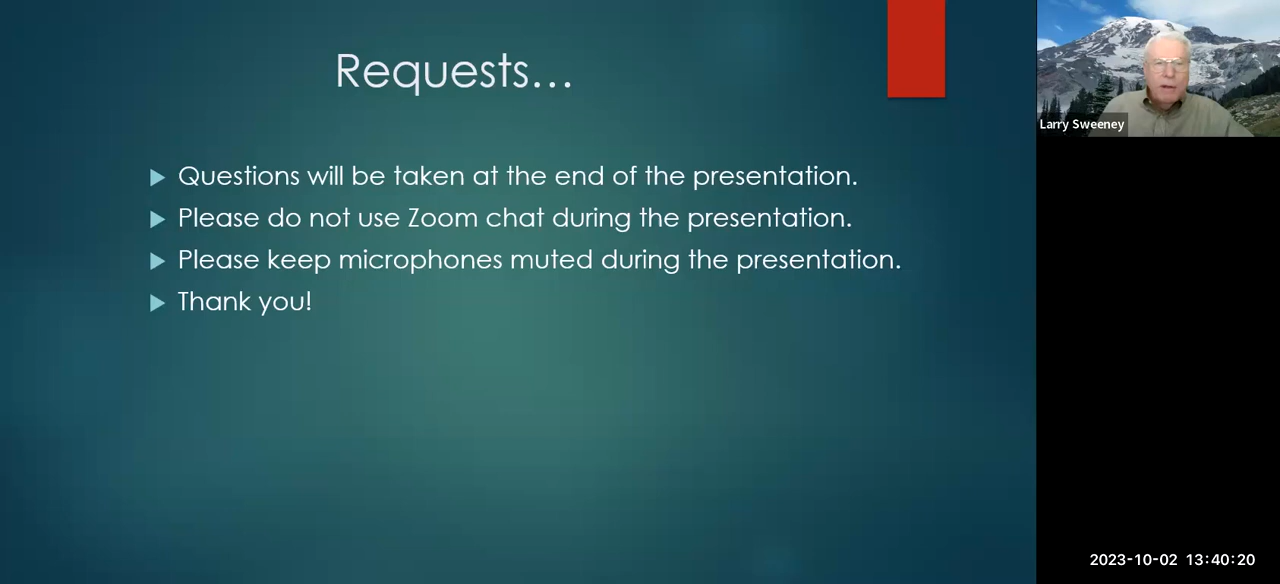 Requests...
Questions will be taken at the end of the presentation.
Please do not use Zoom chat during the presentation.
Please keep microphones muted during the presentation.
Thank you!
Larry Sweeney
2023-10-02 13:40:20